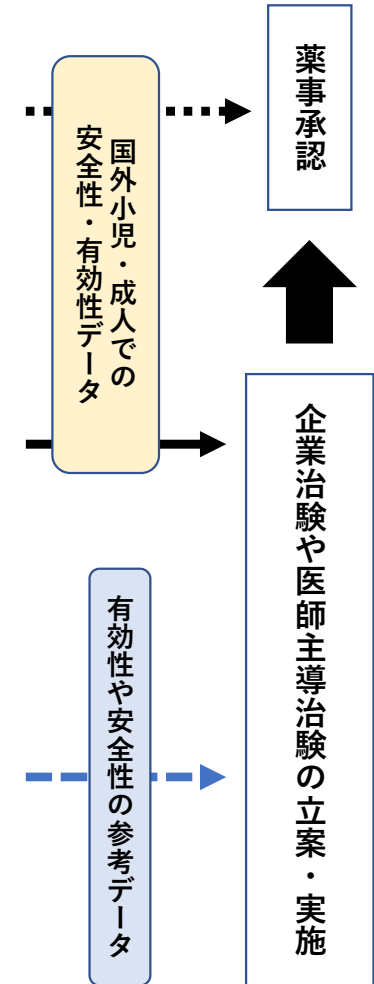 薬事承認
国外小児・成人での
安全性・有効性データ
企業治験や医師主導治験の立案・実施
有効性や安全性の参考データ